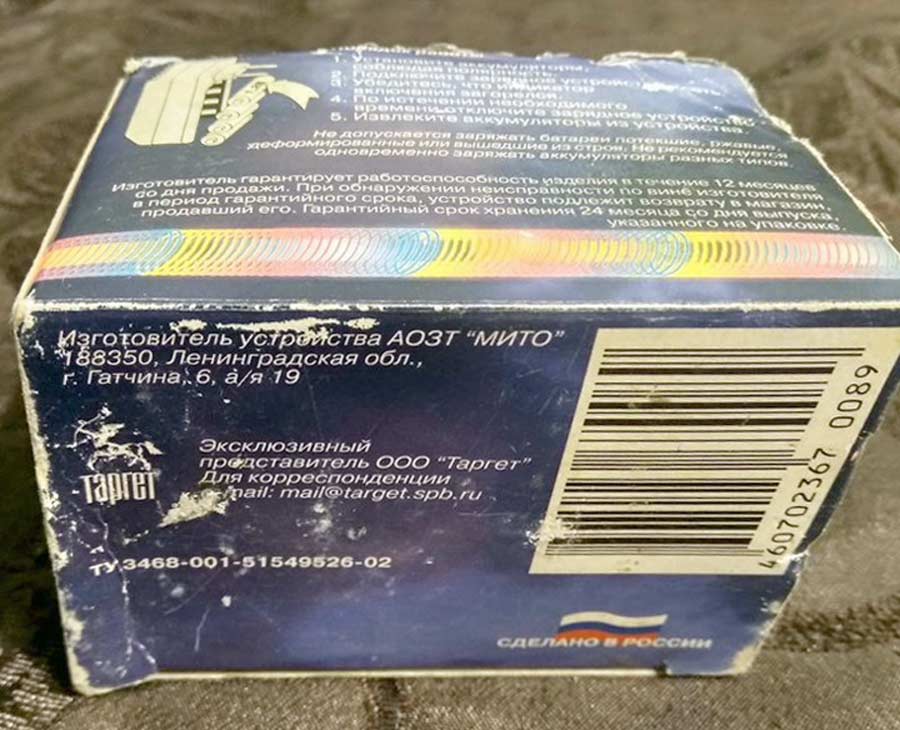 1. Установите аккумуляторы,
соблюдая полярность.
2. Подключите зарядное устройство
3. Убедитесь, что индикатор
включения загорелся.
4. По истечении необходимого
времени отключите зарядное устройство
5. Извлеките аккумуляторы из устройства.
Не допускается заряжать батареи потекшие, ржавые,
деформированные или вышедшие из строя. Не рекомендуется
одновременно заряжать аккумуляторы разных типов
Изготовитель гарантирует работоспособность изделия в течение 12 месяцев
со дня продажи. При обнаружении неисправности по вине изготовителя
в период гарантийного срока, устройство подлежит возврату в магазин
продавший его. Гарантийный срок хранения 24 месяца со дня выпуска,
указанного на упаковке.
Изготовитель устройства АОЗТ "МИТО"
188350, Ленинградская обл.,
г. Гатчина, 6, а/я 19
Эксклюзивный
представитель ООО "Таргет"
Для корреспонденции
mail: mail@target.spb.ru
Таргет
ТУ 3468-001-51549526-02
460702367 0089
СДЕЛАНО В РОССИИ